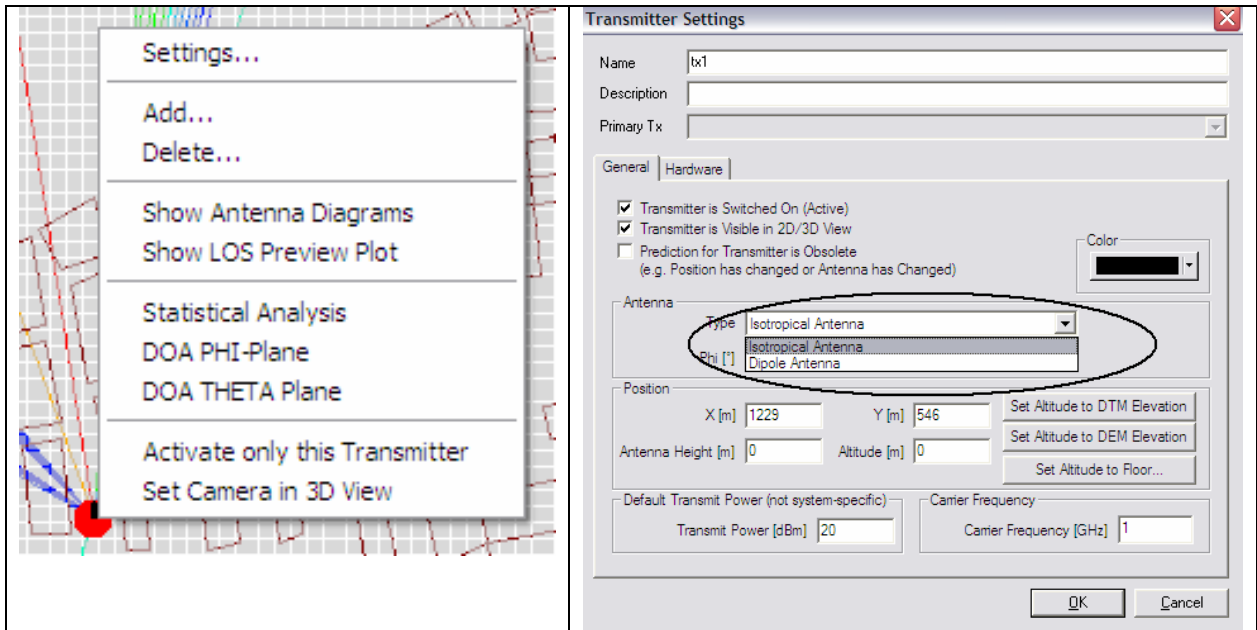 Settings...
Add...
Delete...
Show Antenna Diagrams
Show LOS Preview Plot
Statistical Analysis
DOA PHI-Plane
DOA THETA Plane
Activate only this Transmitter
Set Camera in 3D View
Transmitter Settings
Name tx1
Description
Primary Tx
General Hardware
Transmitter is Switched On (Active)
Transmitter is Visible in 2D/3D View
Prediction for Transmitter is Obsolete
(e.g. Position has changed or Antenna has Changed)
Color
Antenna
Type Isotropical Antenna
Isotropical Antenna
Phi [°] Dipole Antenna
Position
X [m] 1229 Y [m] 546 Set Altitude to DTM Elevation
Set Altitude to DEM Elevation
Antenna Height [m] 0 Altitude [m] 0
Set Altitude to Floor...
Default Transmit Power (not system-specific) Carrier Frequency
Transmit Power [dBm] 20 Carrier Frequency [GHz] 1
OK Cancel